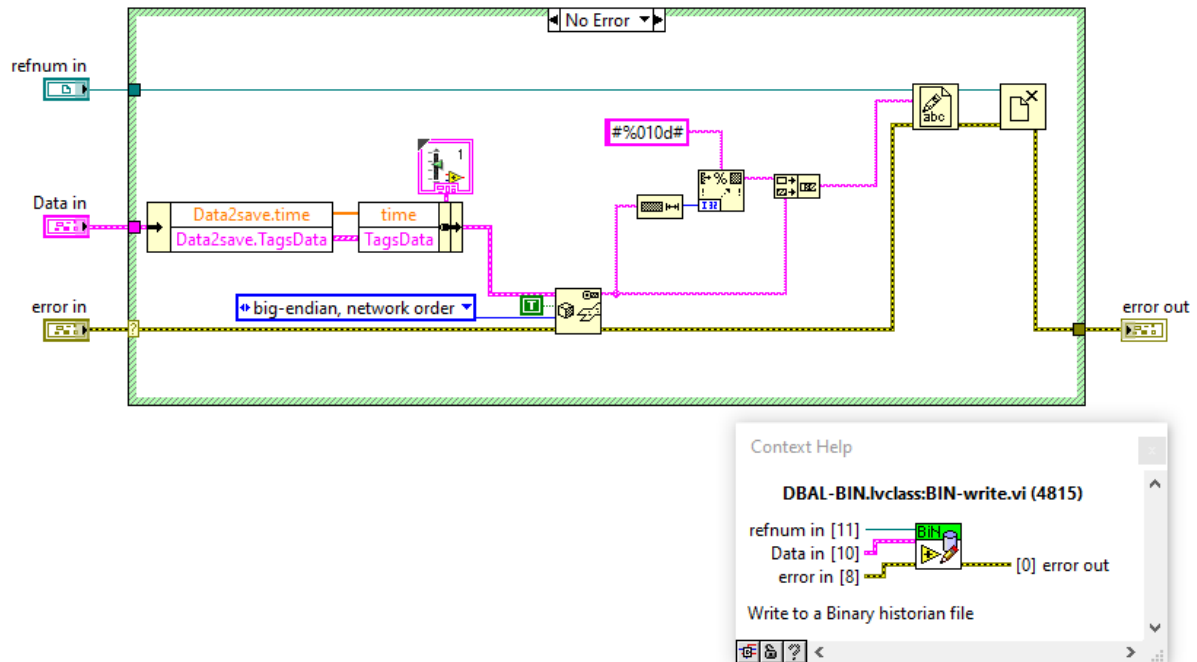 No Error
refnum in
#%010d#
1
% 
I32
abc
Data in
Data2save.time
time
Data2save.TagsData
TagsData
big-endian, network order
T
error in
?
error out
Context Help
x
DBAL-BIN.lvclass:BIN-write.vi (4815)
refnum in [11]
BiN
Data in [10]
error in [8]
[0] error out
Write to a Binary historian file
?